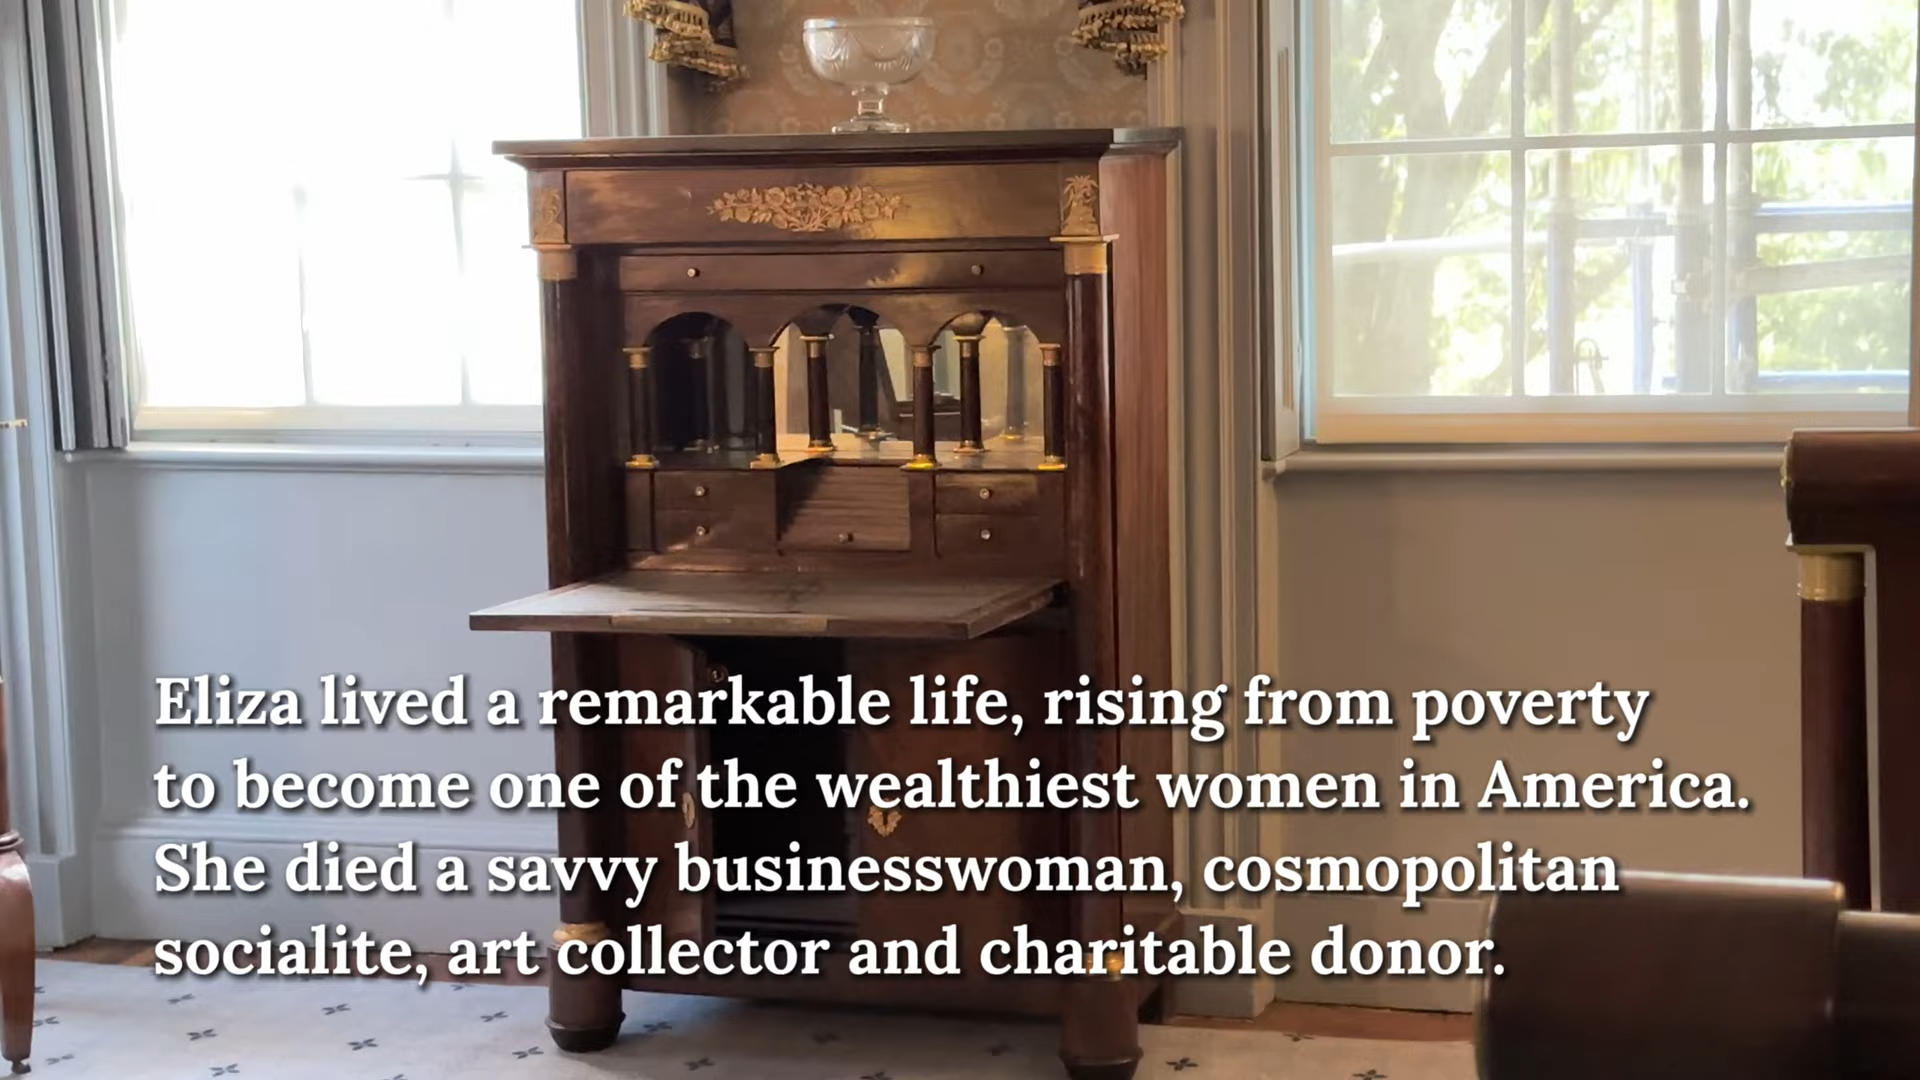 Eliza lived a remarkable life, rising from poverty
to become one of the wealthiest women in America.
She died a savvy businesswoman, cosmopolitan
socialite, art collector and charitable donor.